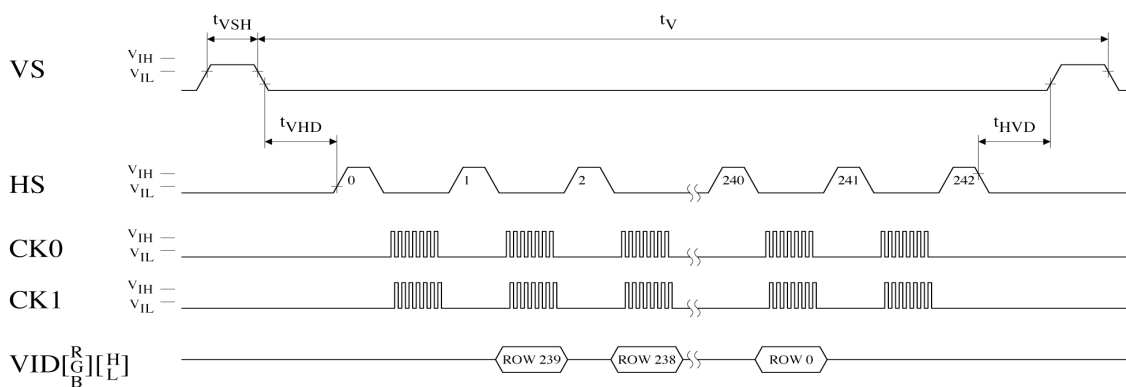 tVSH tV
VS VIH
VIL
tVHD tHVD
HS VIH
VIL
0 1 2 240 241 242
CK0 VIH
VIL
CK1 VIH
VIL
VID[R G B][H L] ROW 239 ROW 238 ROW 0